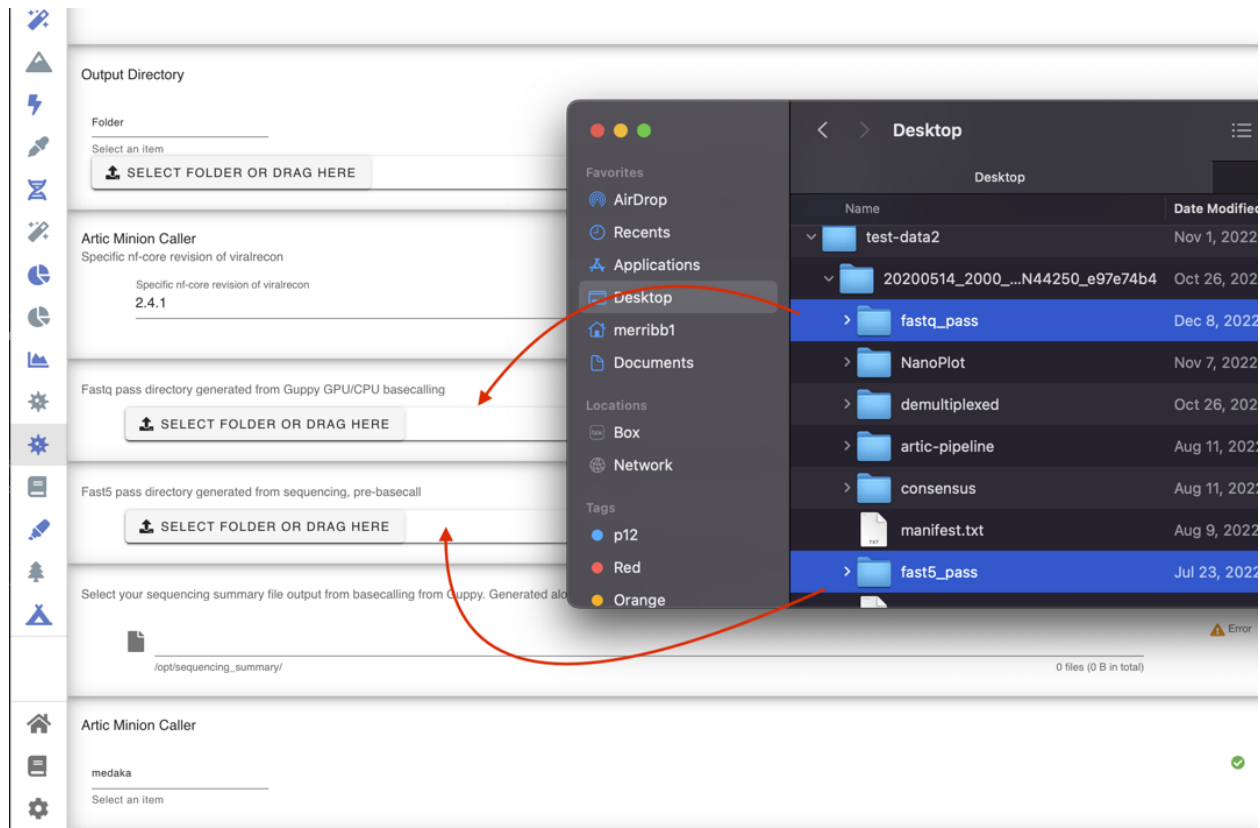 Output Directory
Folder
Select an item
SELECT FOLDER OR DRAG HERE
Artic Minion Caller
Specific nf-core revision of viralrecon
Specific nf-core revision of viralrecon
2.4.1
Fastq pass directory generated from Guppy GPU/CPU basecalling
SELECT FOLDER OR DRAG HERE
Fast5 pass directory generated from sequencing, pre-basecall
SELECT FOLDER OR DRAG HERE
Select your sequencing summary file output from basecalling from Guppy. Generated alo
Error
/opt/sequencing_summary/
0 files (0 B in total)
Artic Minion Caller
medaka
Select an item
Favorites
AirDrop
Recents
Applications
Desktop
merribb1
Documents
Locations
box
Box
Network
Tags
p12
Red
Orange
Desktop
Desktop
Name Date Modified
test-data2 Nov 1, 2022
20200514_2000_...N44250_e97e74b4 Oct 26, 202
fastq_pass Dec 8, 2022
NanoPlot Nov 7, 2022
demultiplexed Oct 26, 202
artic-pipeline Aug 11, 202
consensus Aug 11, 202
TXT
manifest.txt Aug 9, 2022
fast5_pass Jul 23, 2022